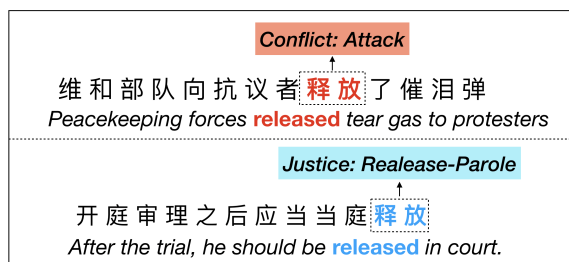 Conflict: Attack
维和部队向抗议者释放了催泪弹
Peacekeeping forces released tear gas to protesters
Justice: Realease-Parole
开庭审理之后应当当庭释放
After the trial, he should be released in court.